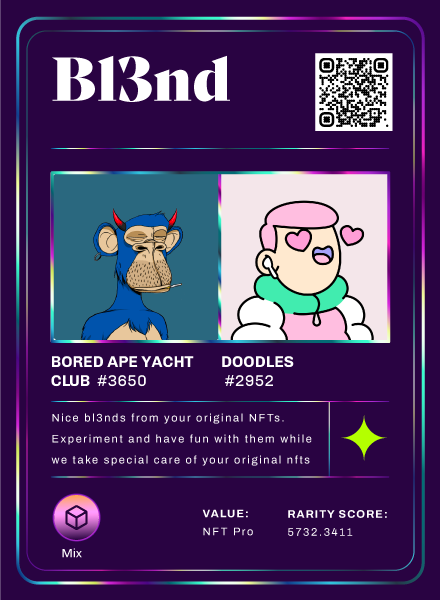 Bl3nd
BORED APE YACHT
CLUB #3650
DOODLES
#2952
Nice bl3nds from your original NFTs.
Experiment and have fun with them while
we take special care of your original nfts
Mix
VALUE:
NFT Pro
RARITY SCORE:
5732.3411